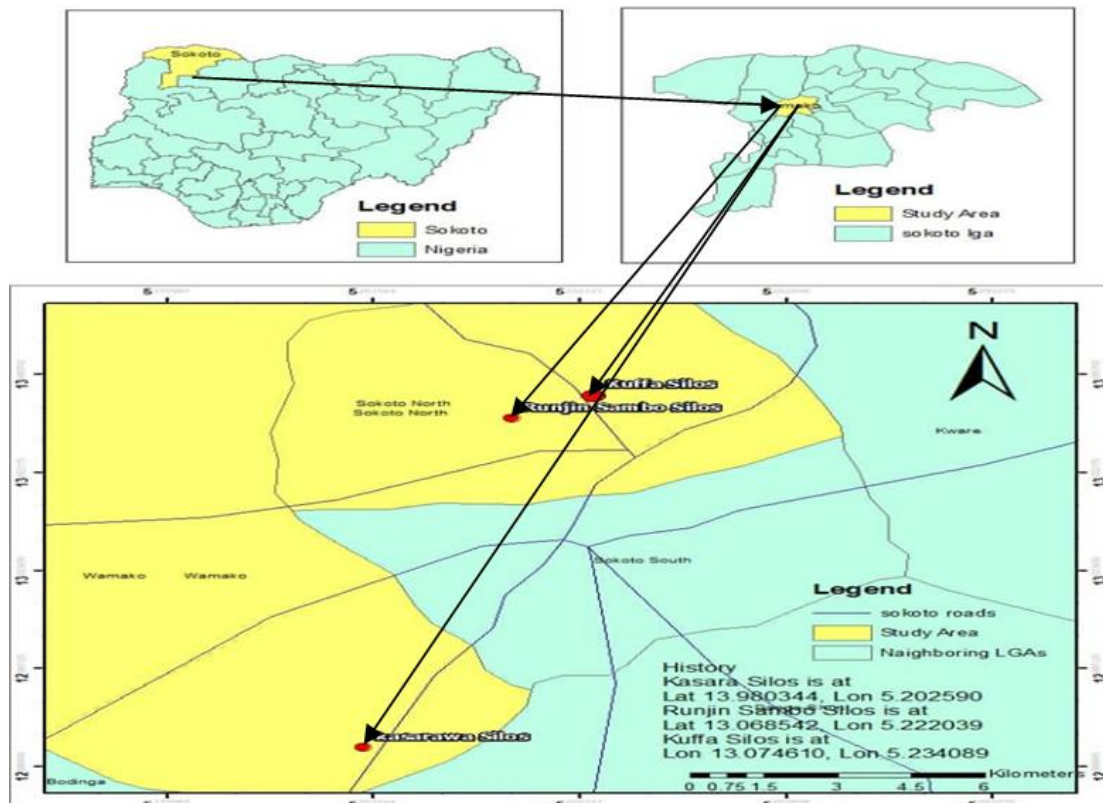 Sokoto
Legend
Sokoto
Nigeria
Legend
Study Area
sokoto lga
N
Kuffa Silos
Sokoto North
Sokoto North
Runjin Sambo Silos
Kware
Sokoto South
Wamako Wamako
Legend
sokoto roads
Study Area
Naighboring LGAs
History
Kasara Silos is at
Lat 13.980344, Lon 5.202590
Runjin Sambo Silos is at
Lat 13.068542, Lon 5.222039
Kuffa Silos is at
Lon 13.074610, Lon 5.234089
Kasarawa Silos
Bodinga
Kilometers
0 0.75 1.5 3 4.5 6